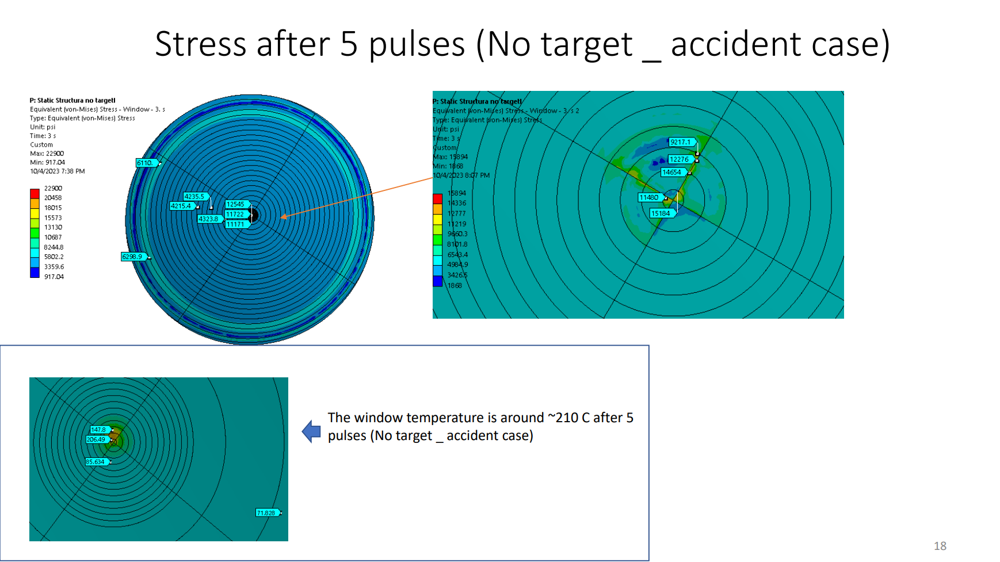 Stress after 5 pulses (No target _ accident case)
P: Static Structura no targetl
Equivalent (von-Mises) Stress - Window - 3. s
Type: Equivalent (von-Mises) Stress
Unit: psi
Time: 3 s
Custom
Max: 22900
Min: 917.04
10/4/2023 7:38 PM
22900
20458
18015
15573
13130
10687
8244.8
5802.2
3359.6
917.04
6110.
4235.5
4215.4
4323.8
12545
11722
11171
6298.9
P: Static Structura no targetl
Equivalent (von-Mises) Stress - Window - 3. s 2
Type: Equivalent (von-Mises) Stress
Unit: psi
Time: 3 s
Custom
Max: 15894
Min: 1868
10/4/2023 8:07 PM
15894
14336
12777
11219
9660.3
8101.8
6543.4
4984.9
3426.5
1868
9217.1
12276
14654
11480
15184
147.8
206.49
85.634
71.828
The window temperature is around ~210 C after 5
pulses (No target _ accident case)
18